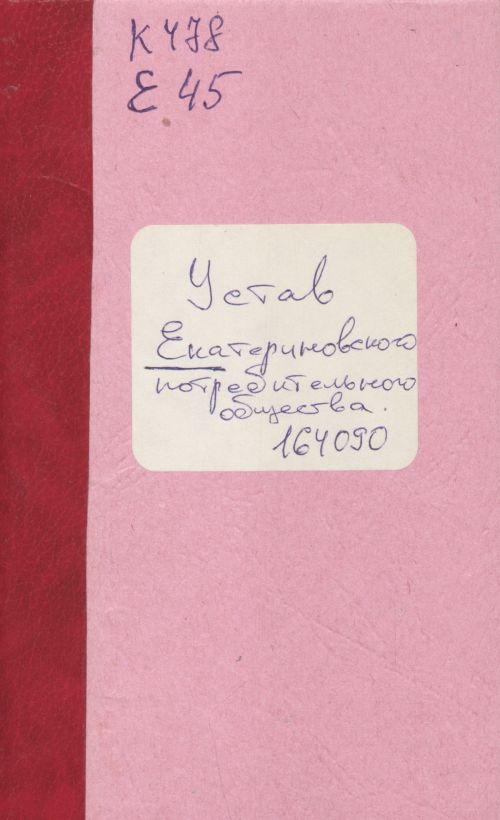 К 478
Е 45
Устав
Екатериновского
потребительного
общества.
164090